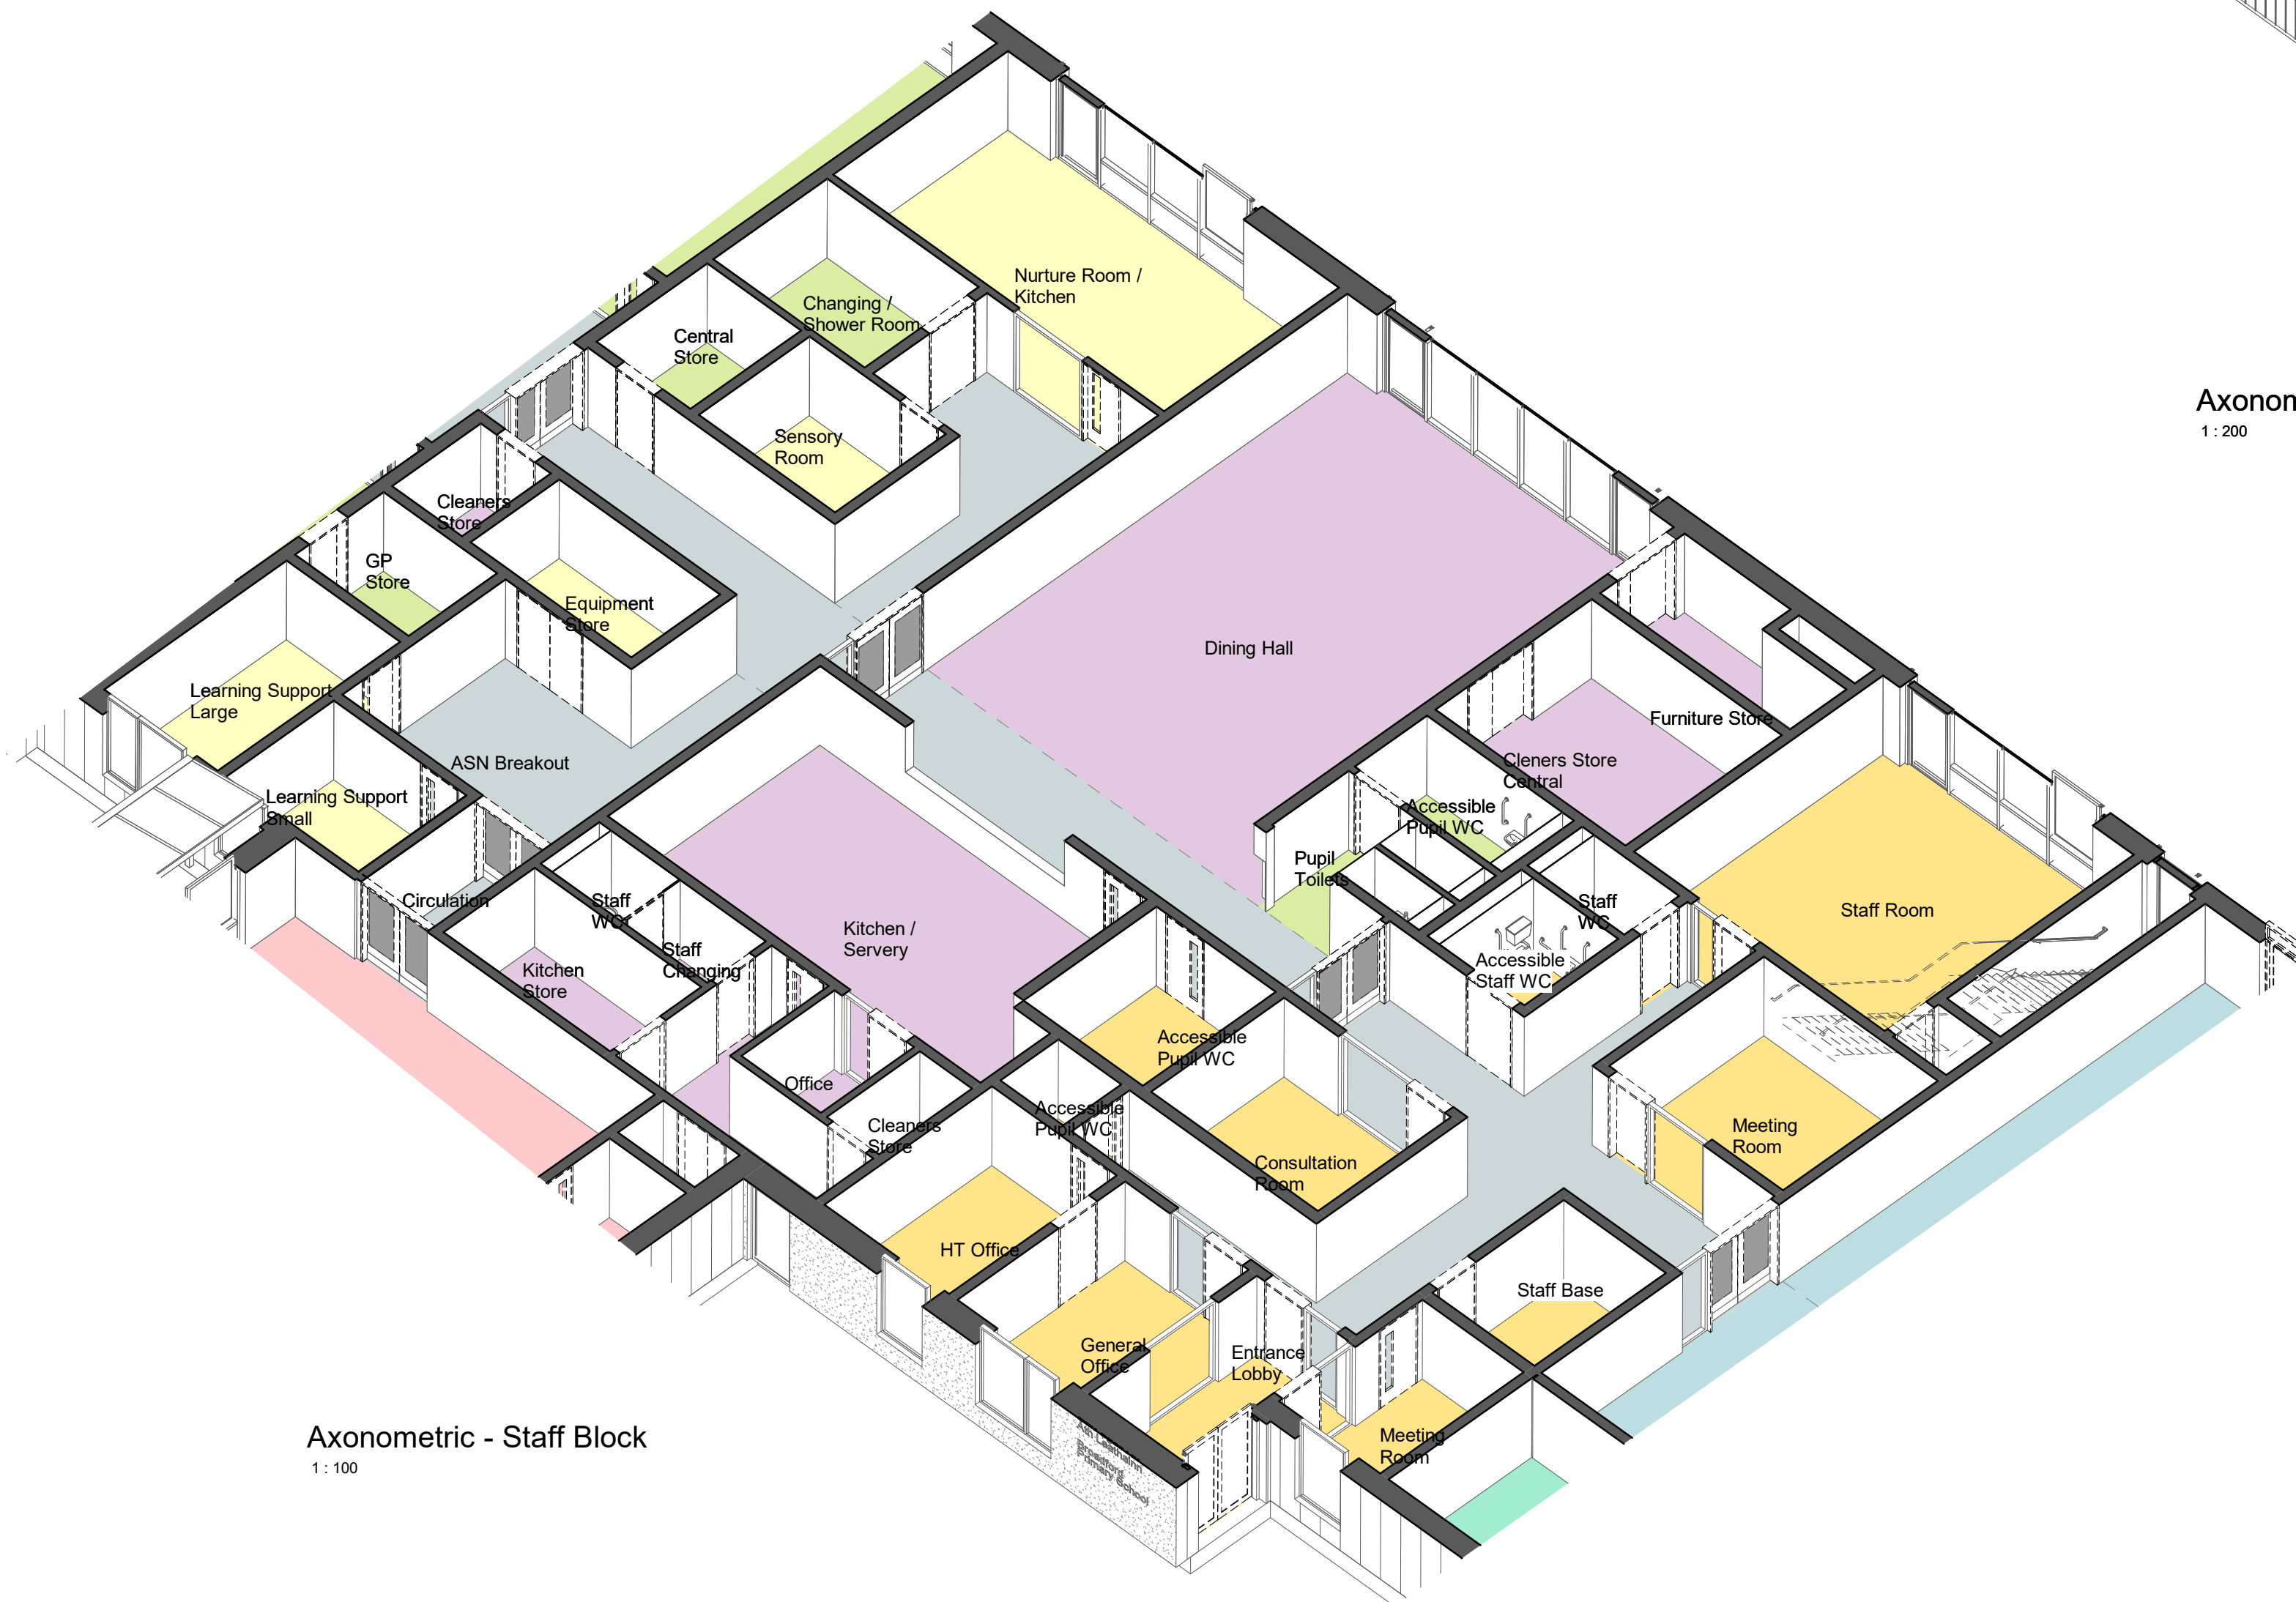 Nurture Room /
Kitchen
Changing /
Shower Room
Central
Store
Sensory
Room
Axonom
1 : 200
Cleaners
Store
GP
Store
Equipment
Store
Dining Hall
Learning Support
Large
Furniture Store
ASN Breakout
Cleners Store
Central
Learning Support
Small
Accessible
Pupil WC
Pupil
Toilets
Circulation
Staff
WC
Staff
WC
Staff Room
Kitchen /
Servery
Staff
Changing
Accessible
Staff WC
Kitchen
Store
Accessible
Pupil WC
Office
Accessible
Pupil WC
Cleaners
Store
Meeting
Room
Consultation
Room
HT Office
Staff Base
General
Office
Entrance
Lobby
Meeting
Room
Axonometric - Staff Block
1 : 100
Broadford
Primary School